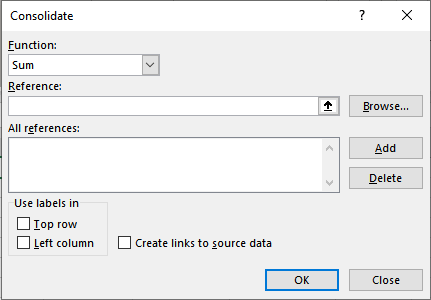 Consolidate
Function:
Sum
Reference:
Browse...
All references:
Add
Delete
Use labels in
Top row
Left column
Create links to source data
OK
Close